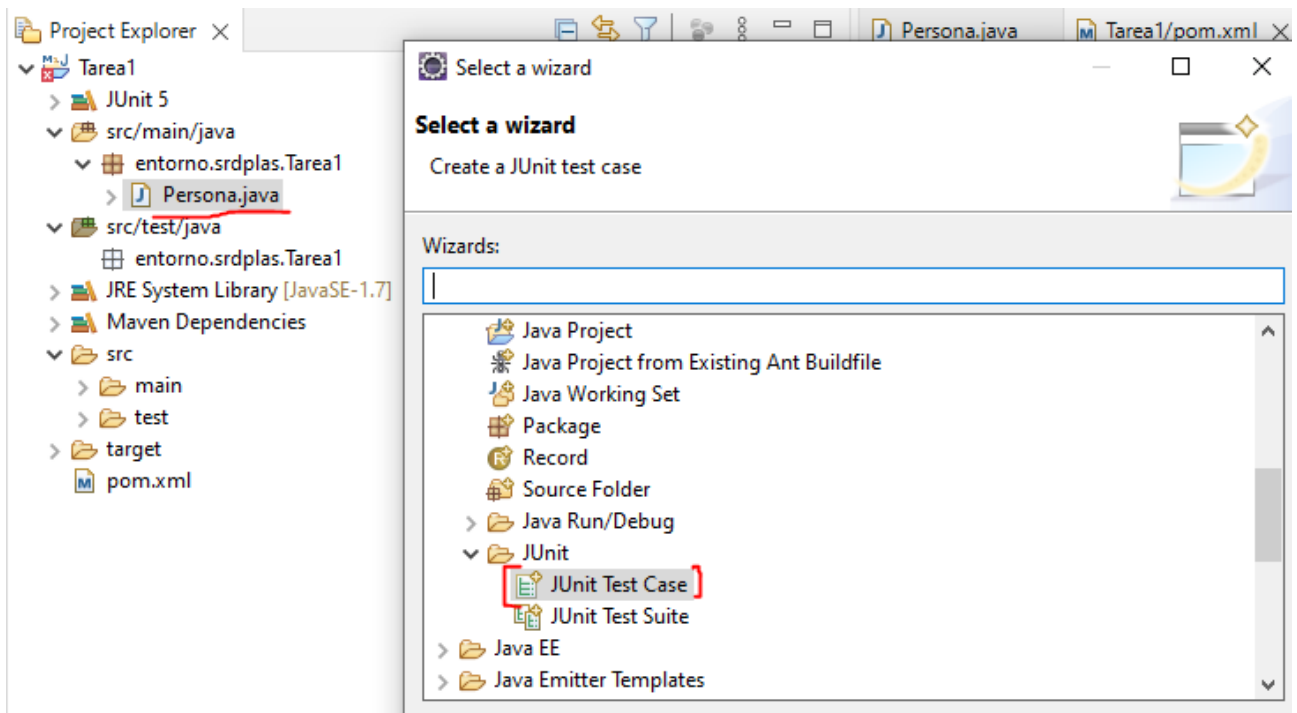 Project Explorer
Persona.java
Tarea1/pom.xml
Tarea1
JUnit 5
src/main/java
entorno.srdplas.Tarea1
Persona.java
src/test/java
entorno.srdplas.Tarea1
JRE System Library [JavaSE-1.7]
Maven Dependencies
src
main
test
target
pom.xml
Select a wizard
Select a wizard
Create a JUnit test case
Wizards:
Java Project
Java Project from Existing Ant Buildfile
Java Working Set
Package
Record
Source Folder
Java Run/Debug
JUnit
JUnit Test Case
JUnit Test Suite
Java EE
Java Emitter Templates